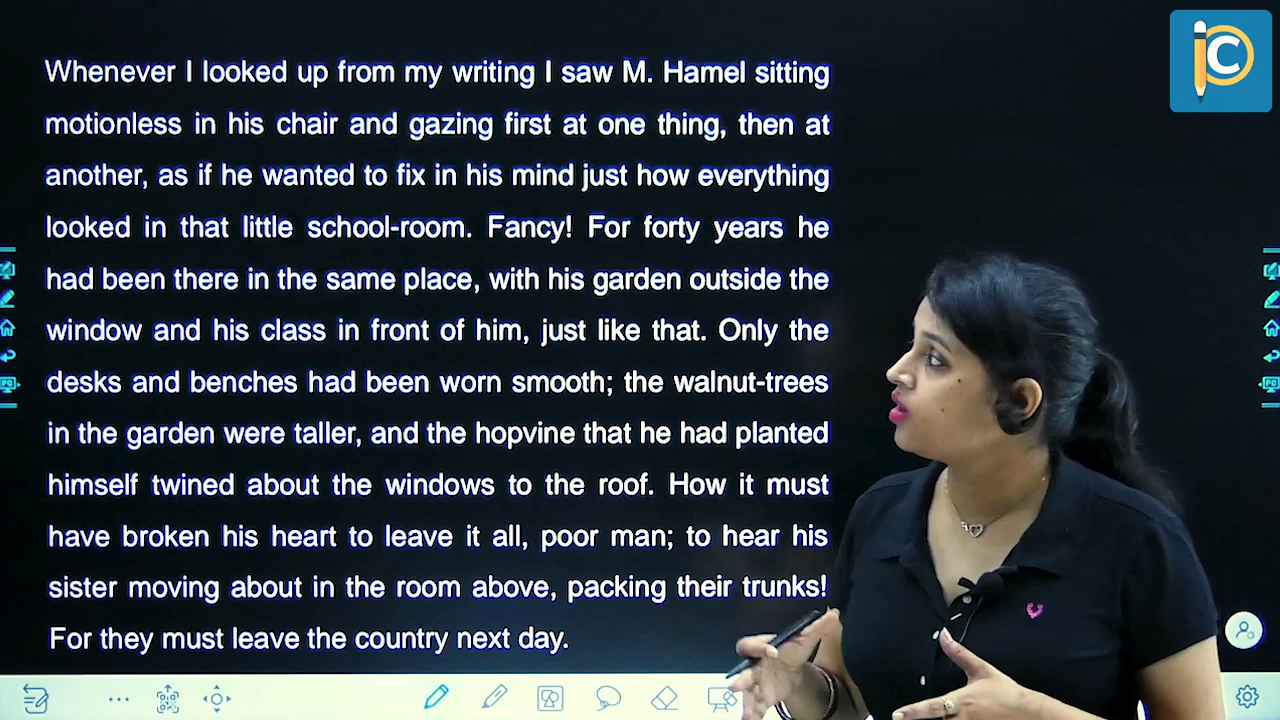 Whenever I looked up from my writing I saw M. Hamel sitting
motionless in his chair and gazing first at one thing, then at
another, as if he wanted to fix in his mind just how everything
looked in that little school-room. Fancy! For forty years he
had been there in the same place, with his garden outside the
window and his class in front of him, just like that. Only the
desks and benches had been worn smooth; the walnut-trees
in the garden were taller, and the hopvine that he had planted
himself twined about the windows to the roof. How it must
have broken his heart to leave it all, poor man; to hear his
sister moving about in the room above, packing their trunks!
For they must leave the country next day.
PC
PC